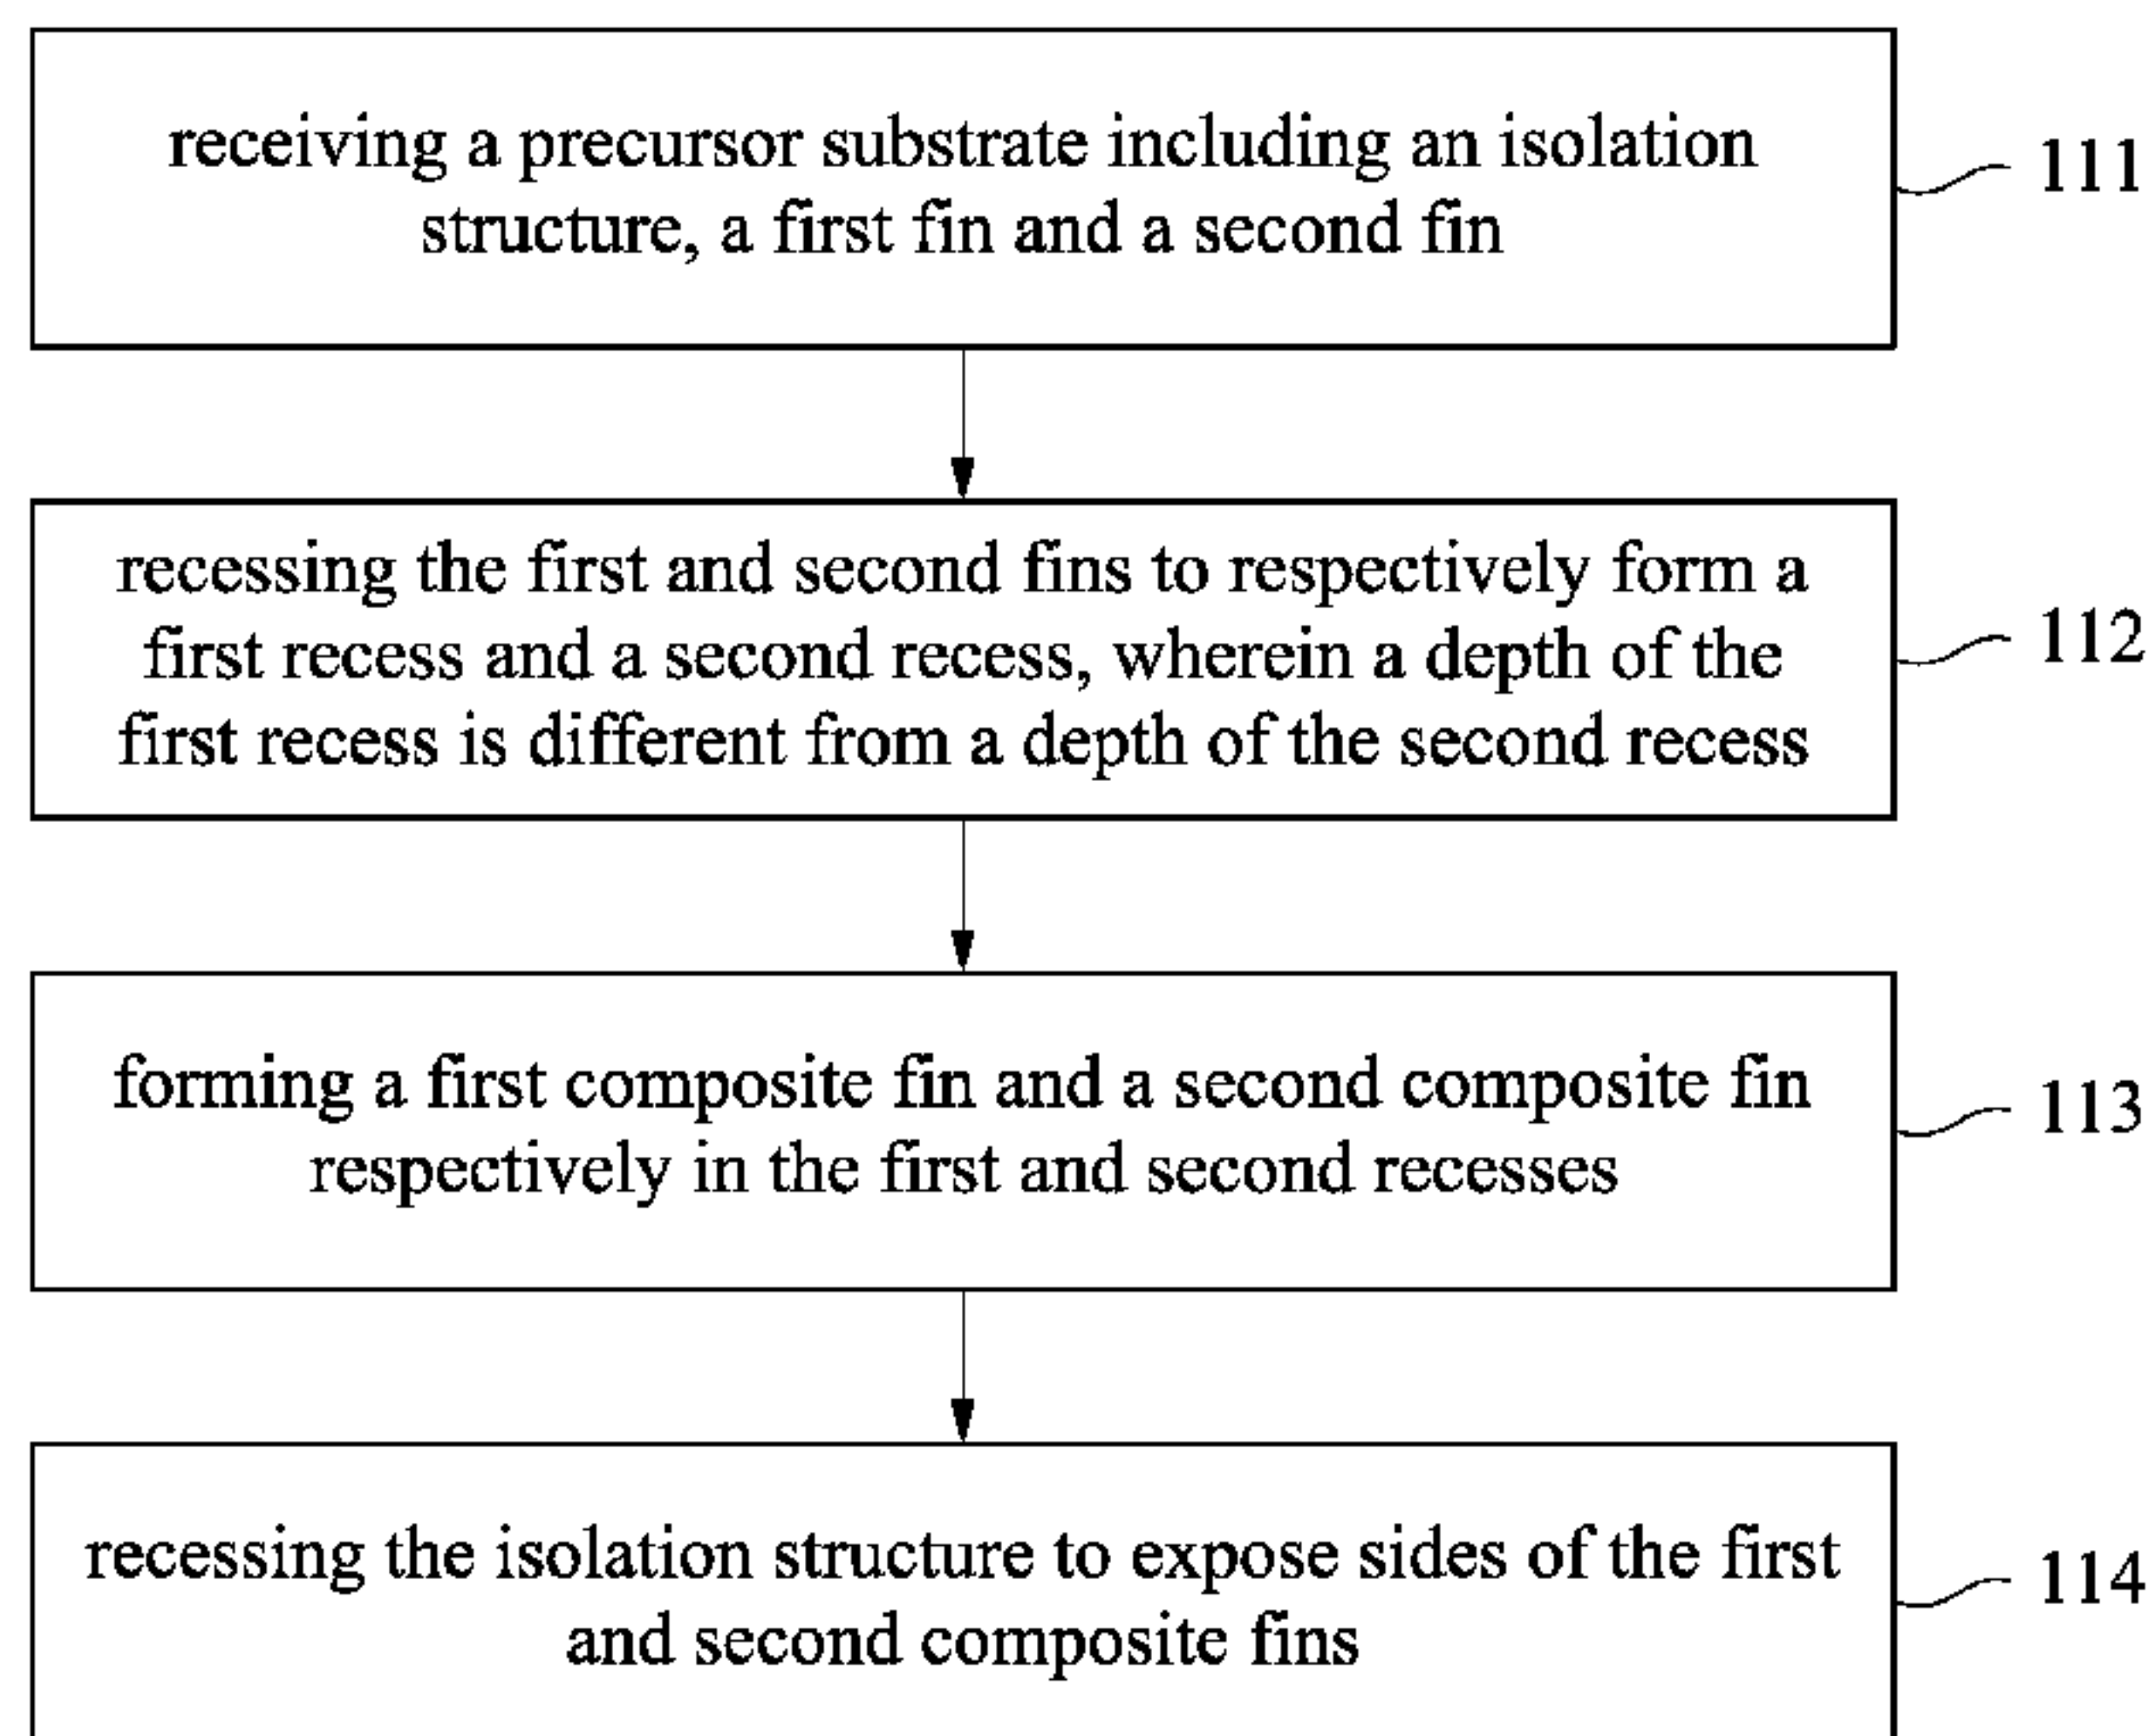 receiving a precursor substrate including an isolation
structure, a first fin and a second fin
111
recessing the first and second fins to respectively form a
first recess and a second recess, wherein a depth of the
first recess is different from a depth of the second recess
112
forming a first composite fin and a second composite fin
respectively in the first and second recesses
113
recessing the isolation structure to expose sides of the first
and second composite fins
114